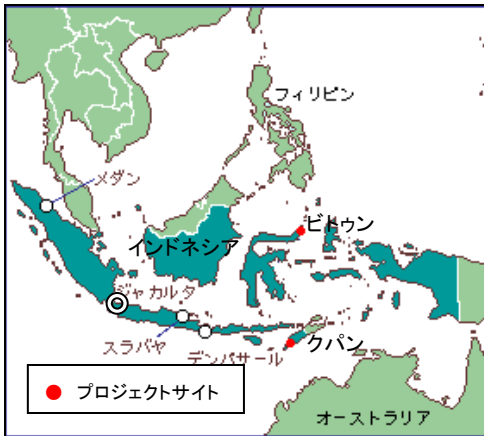 フィリピン
メダン
ビトゥン
インドネシア
ジャカルタ
スラバヤ
デンパサール
クパン
プロジェクトサイト
オーストラリア